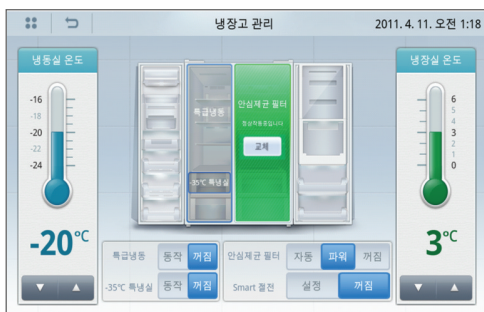 냉장고 관리
2011. 4. 11. 오전 1:18
냉동실 온도
-16
-18
-20
-22
-24
-20℃
특급냉동
-35℃ 특냉실
안심제균 필터
정상작동중입니다
교체
냉장실 온도
6
5
4
3
2
1
0
3℃
특급냉동 동작 꺼짐
안심제균 필터 자동 파워 꺼짐
-35℃ 특냉실 동작 꺼짐
Smart 절전 설정 꺼짐